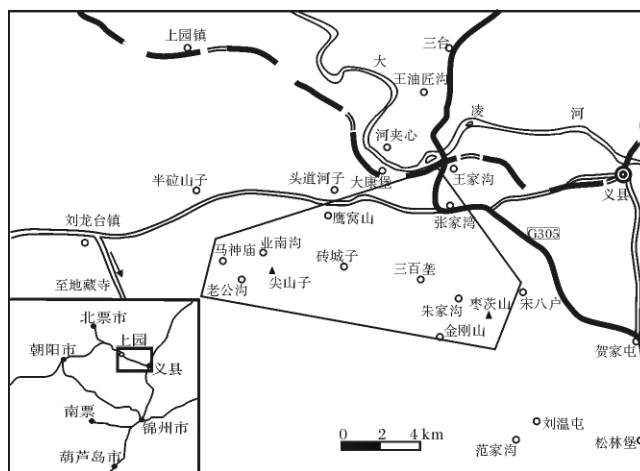 上园镇
三台
大
王油匠沟
凌
河
河夹心
半砬山子
头道河子
大康堡
王家沟
义县
刘龙台镇
鹰窝山
张家湾
G305
马神庙
业南沟
砖城子
三百垄
至地藏寺
老公沟
尖山子
朱家沟
枣茨山
宋八户
金刚山
贺家屯
北票市
上园
朝阳市
义县
南票
锦州市
葫芦岛市
刘温屯
范家沟
松林堡
0 2 4 km